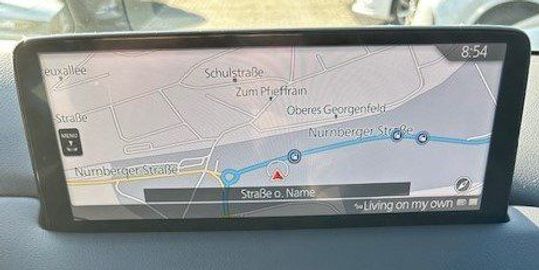 8:54
euxallee
Schulstraße
Zum Pfeffrain
Oberes Georgenfeld
Straße
Nürnberger Straße
MENU
Nürnberger Straße
Straße o. Name
Living on my own